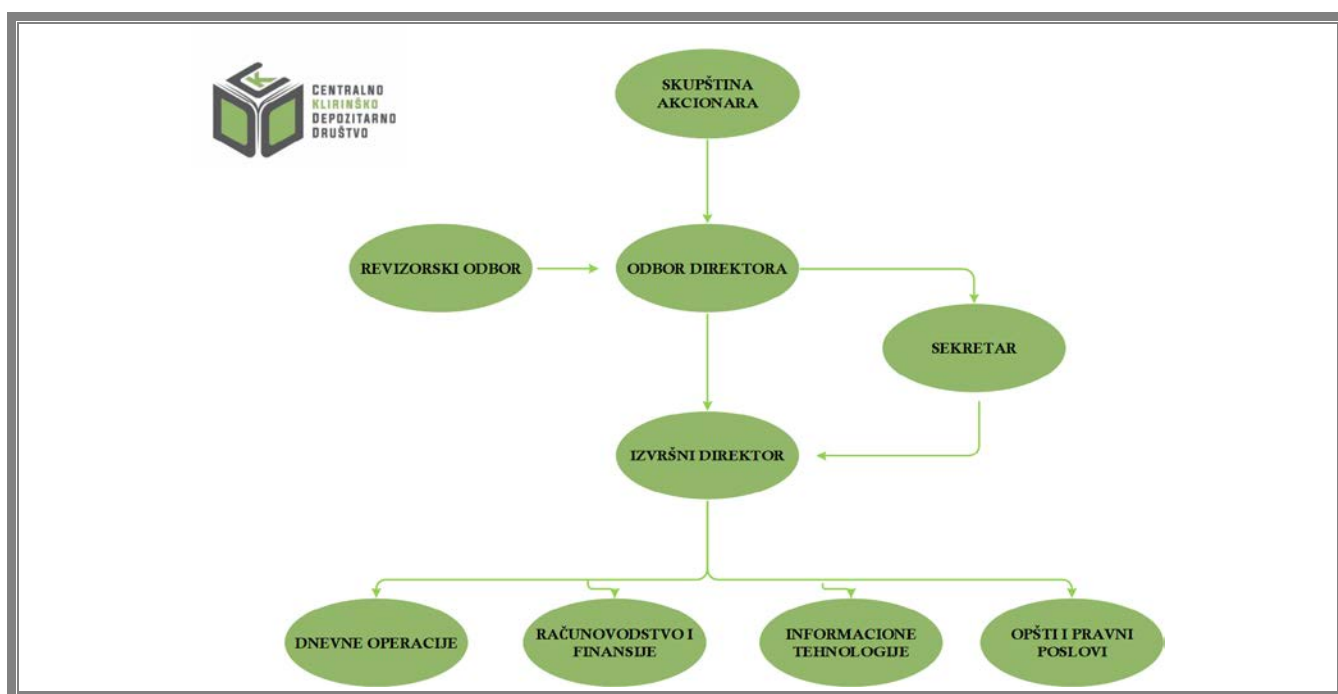 CENTRALNO
KLIRINŠKO
DEPOZITARNO
DRUŠTVO
SKUPŠTINA
AKCIONARA
REVIZORSKI ODBOR
ODBOR DIREKTORA
SEKRETAR
IZVRŠNI DIREKTOR
DNEVNE OPERACIJE
RAČUNOVODSTVO I
FINANSIJE
INFORMACIONE
TEHNOLOGIJE
OPŠTI I PRAVNI
POSLOVI